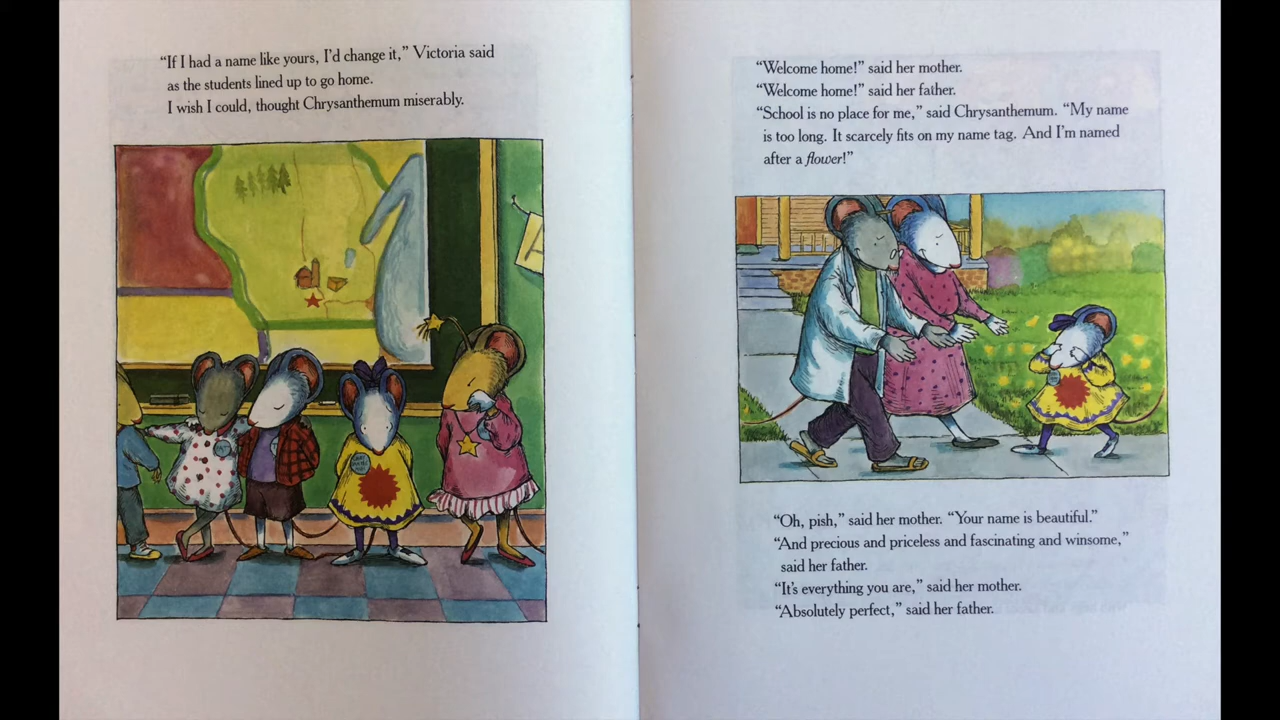 “If I had a name like yours, I’d change it,” Victoria said
as the students lined up to go home.
I wish I could, thought Chrysanthemum miserably.
“Welcome home!” said her mother.
“Welcome home!” said her father.
“School is no place for me,” said Chrysanthemum. “My name
is too long. It scarcely fits on my name tag. And I’m named
after a flower!”
“Oh, pish,” said her mother. “Your name is beautiful.”
“And precious and priceless and fascinating and winsome,”
said her father.
“It’s everything you are,” said her mother.
“Absolutely perfect,” said her father.